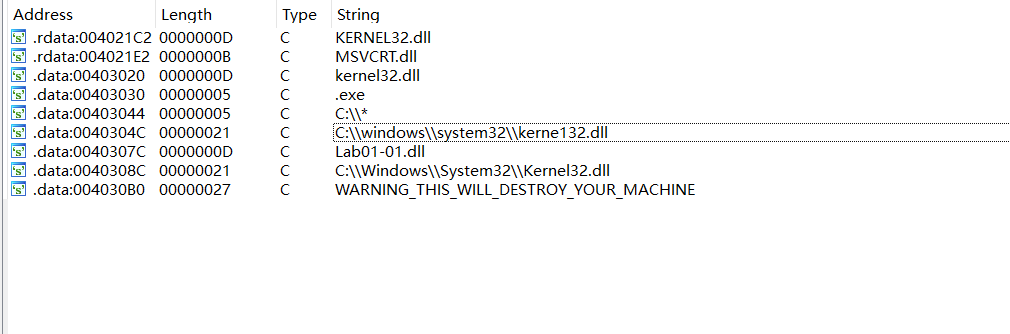 Address Length Type String
.rdata:004021C2 0000000D C KERNEL32.dll
.rdata:004021E2 0000000B C MSVCRT.dll
.data:00403020 0000000D C kernel32.dll
.data:00403030 00000005 C .exe
.data:00403044 00000005 C C:\\*
.data:0040304C 00000021 C C:\\windows\\system32\\kerne132.dll
.data:0040307C 0000000D C Lab01-01.dll
.data:0040308C 00000021 C C:\\Windows\\System32\\Kernel32.dll
.data:004030B0 00000027 C WARNING_THIS_WILL_DESTROY_YOUR_MACHINE